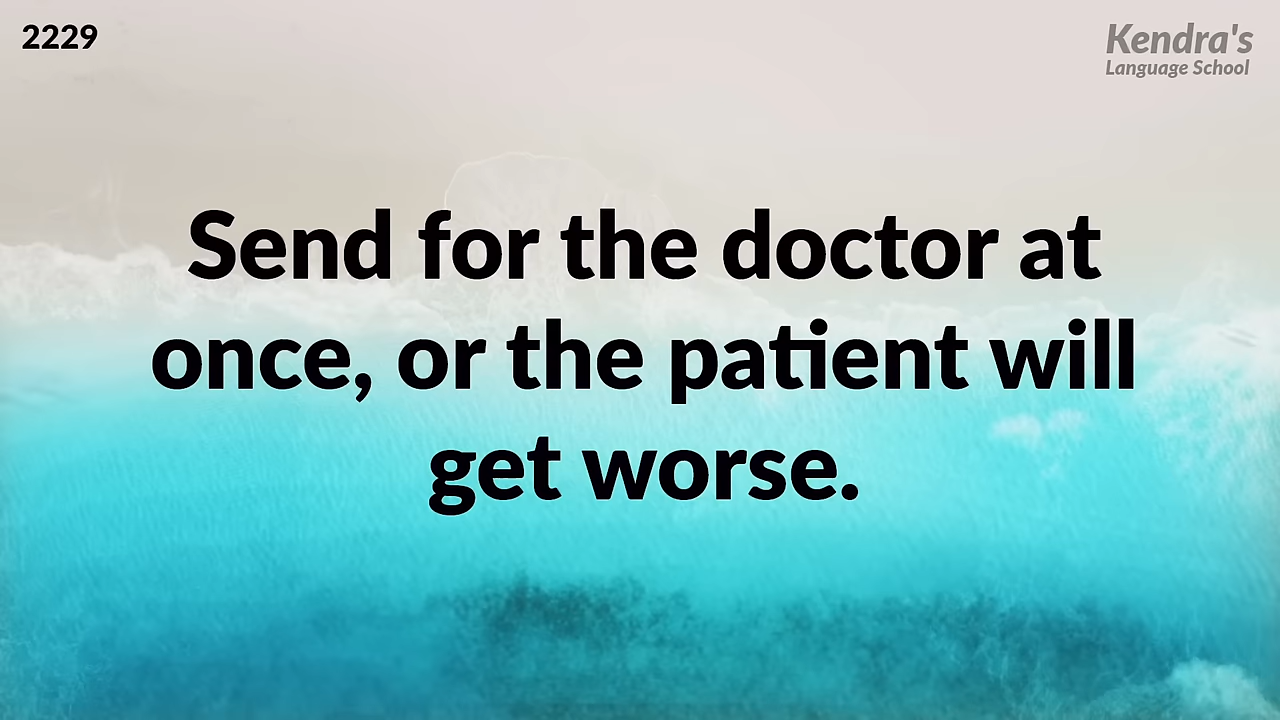 2229
Kendra's
Language School
Send for the doctor at
once, or the patient will
get worse.